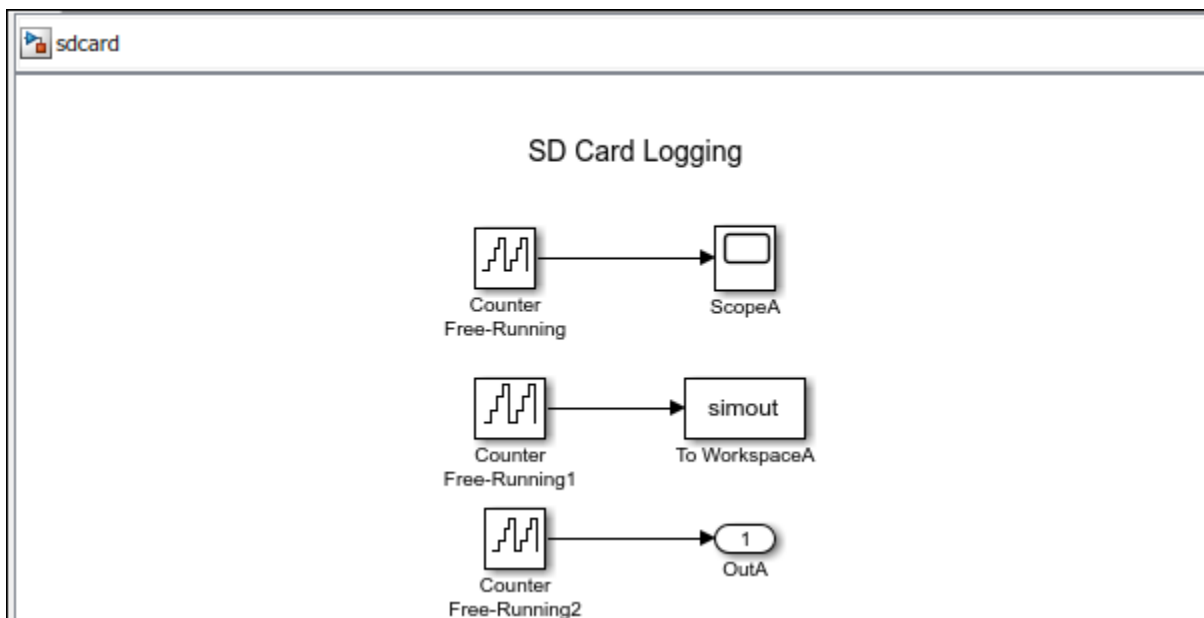 sdcard
SD Card Logging
Counter
Free-Running
ScopeA
Counter
Free-Running1
simout
To WorkspaceA
Counter
Free-Running2
1
OutA